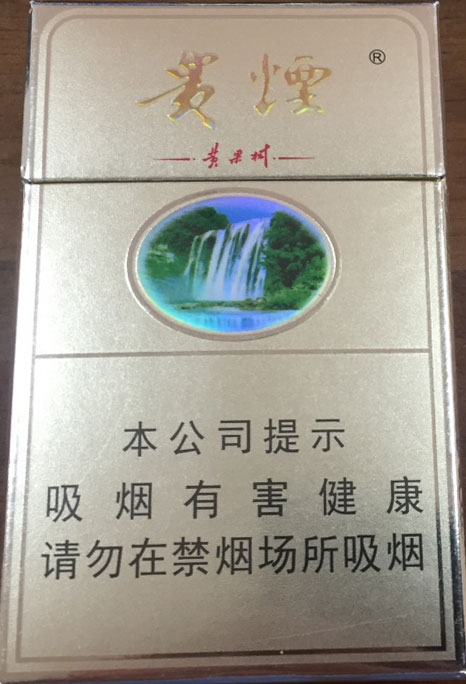 贵煙®
黄果树
本公司提示
吸烟有害健康
请勿在禁烟场所吸烟